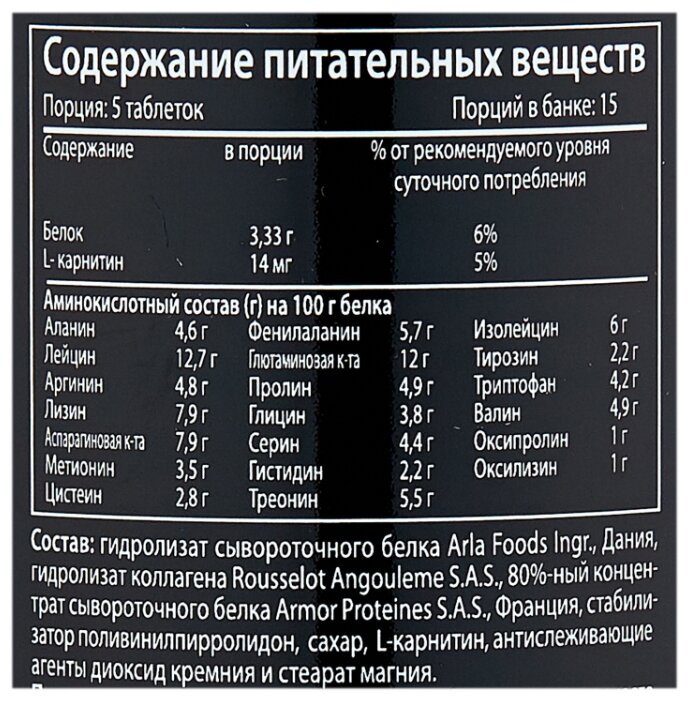 Содержание питательных веществ
Порция: 5 таблеток Порций в банке: 15
Содержание в порции % от рекомендуемого уровня
суточного потребления
Белок 3,33 г 6%
L- карнитин 14 мг 5%
Аминокислотный состав (г) на 100 г белка
Аланин 4,6 г Фенилаланин 5,7 г Изолейцин 6 г
Лейцин 12,7 г Глютаминовая к-та 12 г Тирозин 2,2 г
Аргинин 4,8 г Пролин 4,9 г Триптофан 4,2 г
Лизин 7,9 г Глицин 3,8 г Валин 4,9 г
Аспарагиновая к-та 7,9 г Серин 4,4 г Оксипролин 1 г
Метионин 3,5 г Гистидин 2,2 г Оксилизин 1 г
Цистеин 2,8 г Треонин 5,5 г
Состав: гидролизат сывороточного белка Arla Foods Ingr., Дания,
гидролизат коллагена Rousselot Angouleme S.A.S., 80%-ный концен-
трат сывороточного белка Armor Proteines S.A.S., Франция, стабили-
затор поливинилпирролидон, сахар, L-карнитин, антислеживающие
агенты диоксид кремния и стеарат магния.